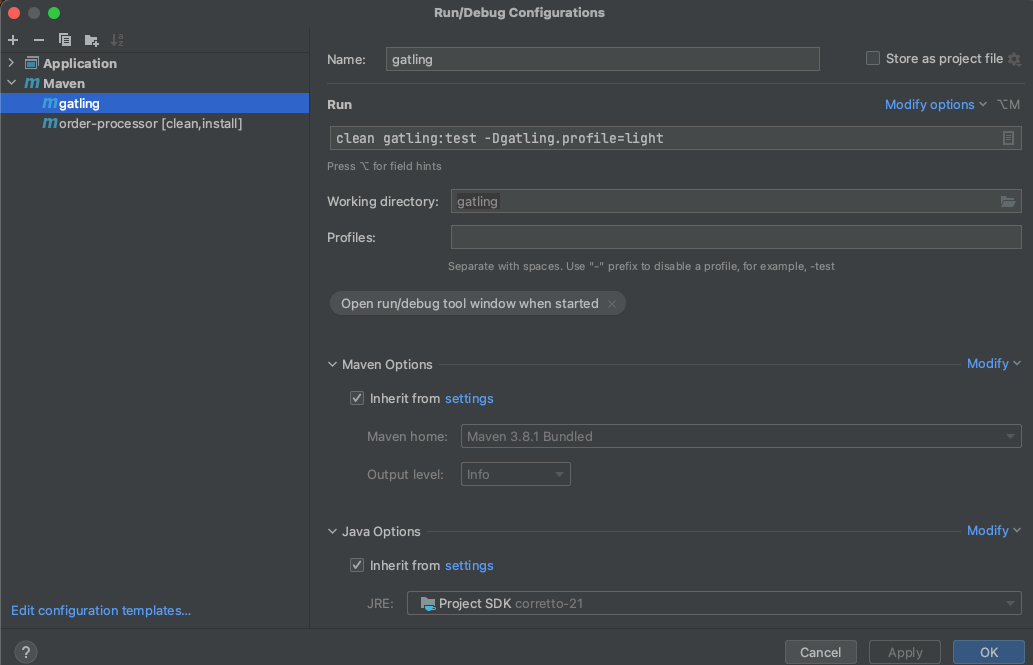 Run/Debug Configurations
Application
Maven
gatling
order-processor [clean,install]
Edit configuration templates...
Name:
gatling
Store as project file
Run
Modify options
⌥M
clean gatling:test -Dgatling.profile=light
Press ⌥ for field hints
Working directory:
gatling
Profiles:
Separate with spaces. Use "-" prefix to disable a profile, for example, -test
Open run/debug tool window when started
Maven Options
Modify
Inherit from settings
Maven home:
Maven 3.8.1 Bundled
Output level:
Info
Java Options
Modify
Inherit from settings
JRE:
Project SDK corretto-21
?
Cancel
Apply
OK